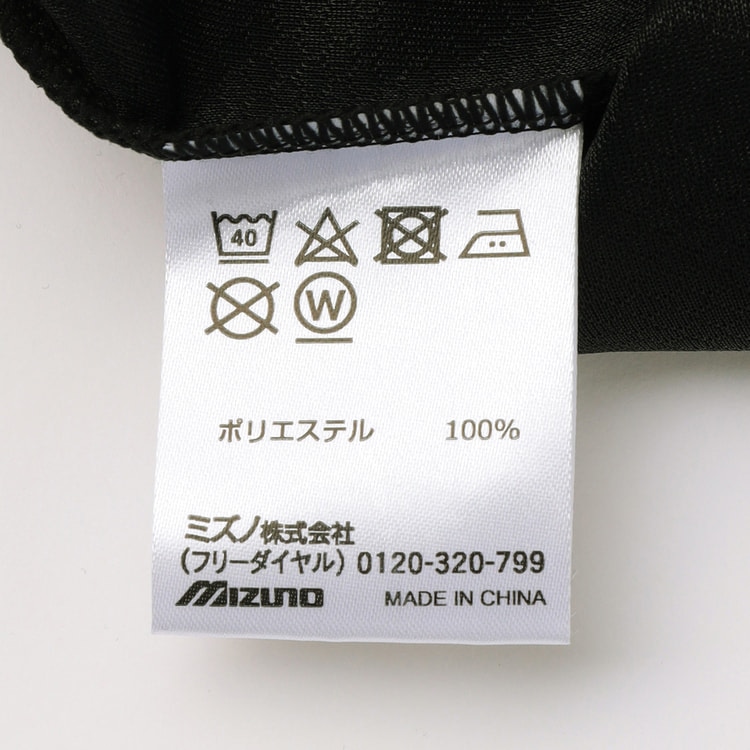 40
W
ポリエステル 100%
ミズノ株式会社
(フリーダイヤル) 0120-320-799
MIZUNO MADE IN CHINA